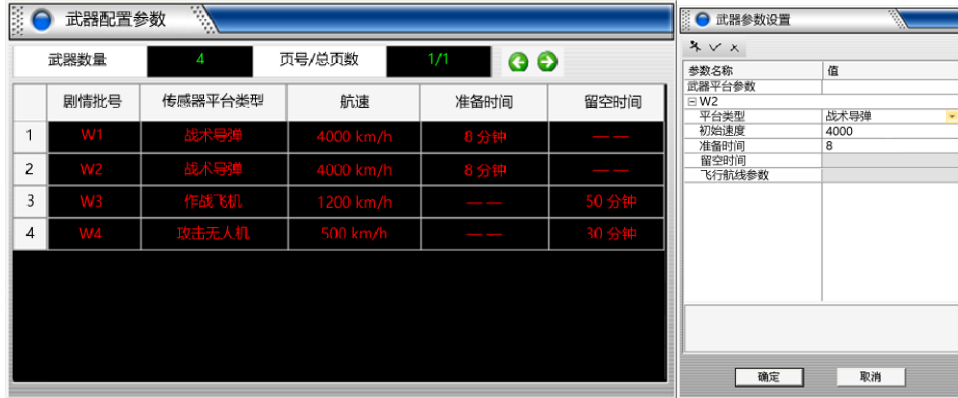 武器配置参数
武器数量 4 页号/总页数 1/1
剧情批号 传感器平台类型 航速 准备时间 留空时间
1 W1 战术导弹 4000 km/h 8 分钟 — —
2 W2 战术导弹 4000 km/h 8 分钟 — —
3 W3 作战飞机 1200 km/h — — 50 分钟
4 W4 攻击无人机 500 km/h — — 30 分钟
武器参数设置
参数名称 值
武器平台参数
W2
平台类型 战术导弹
初始速度 4000
准备时间 8
留空时间
飞行航线参数
确定 取消